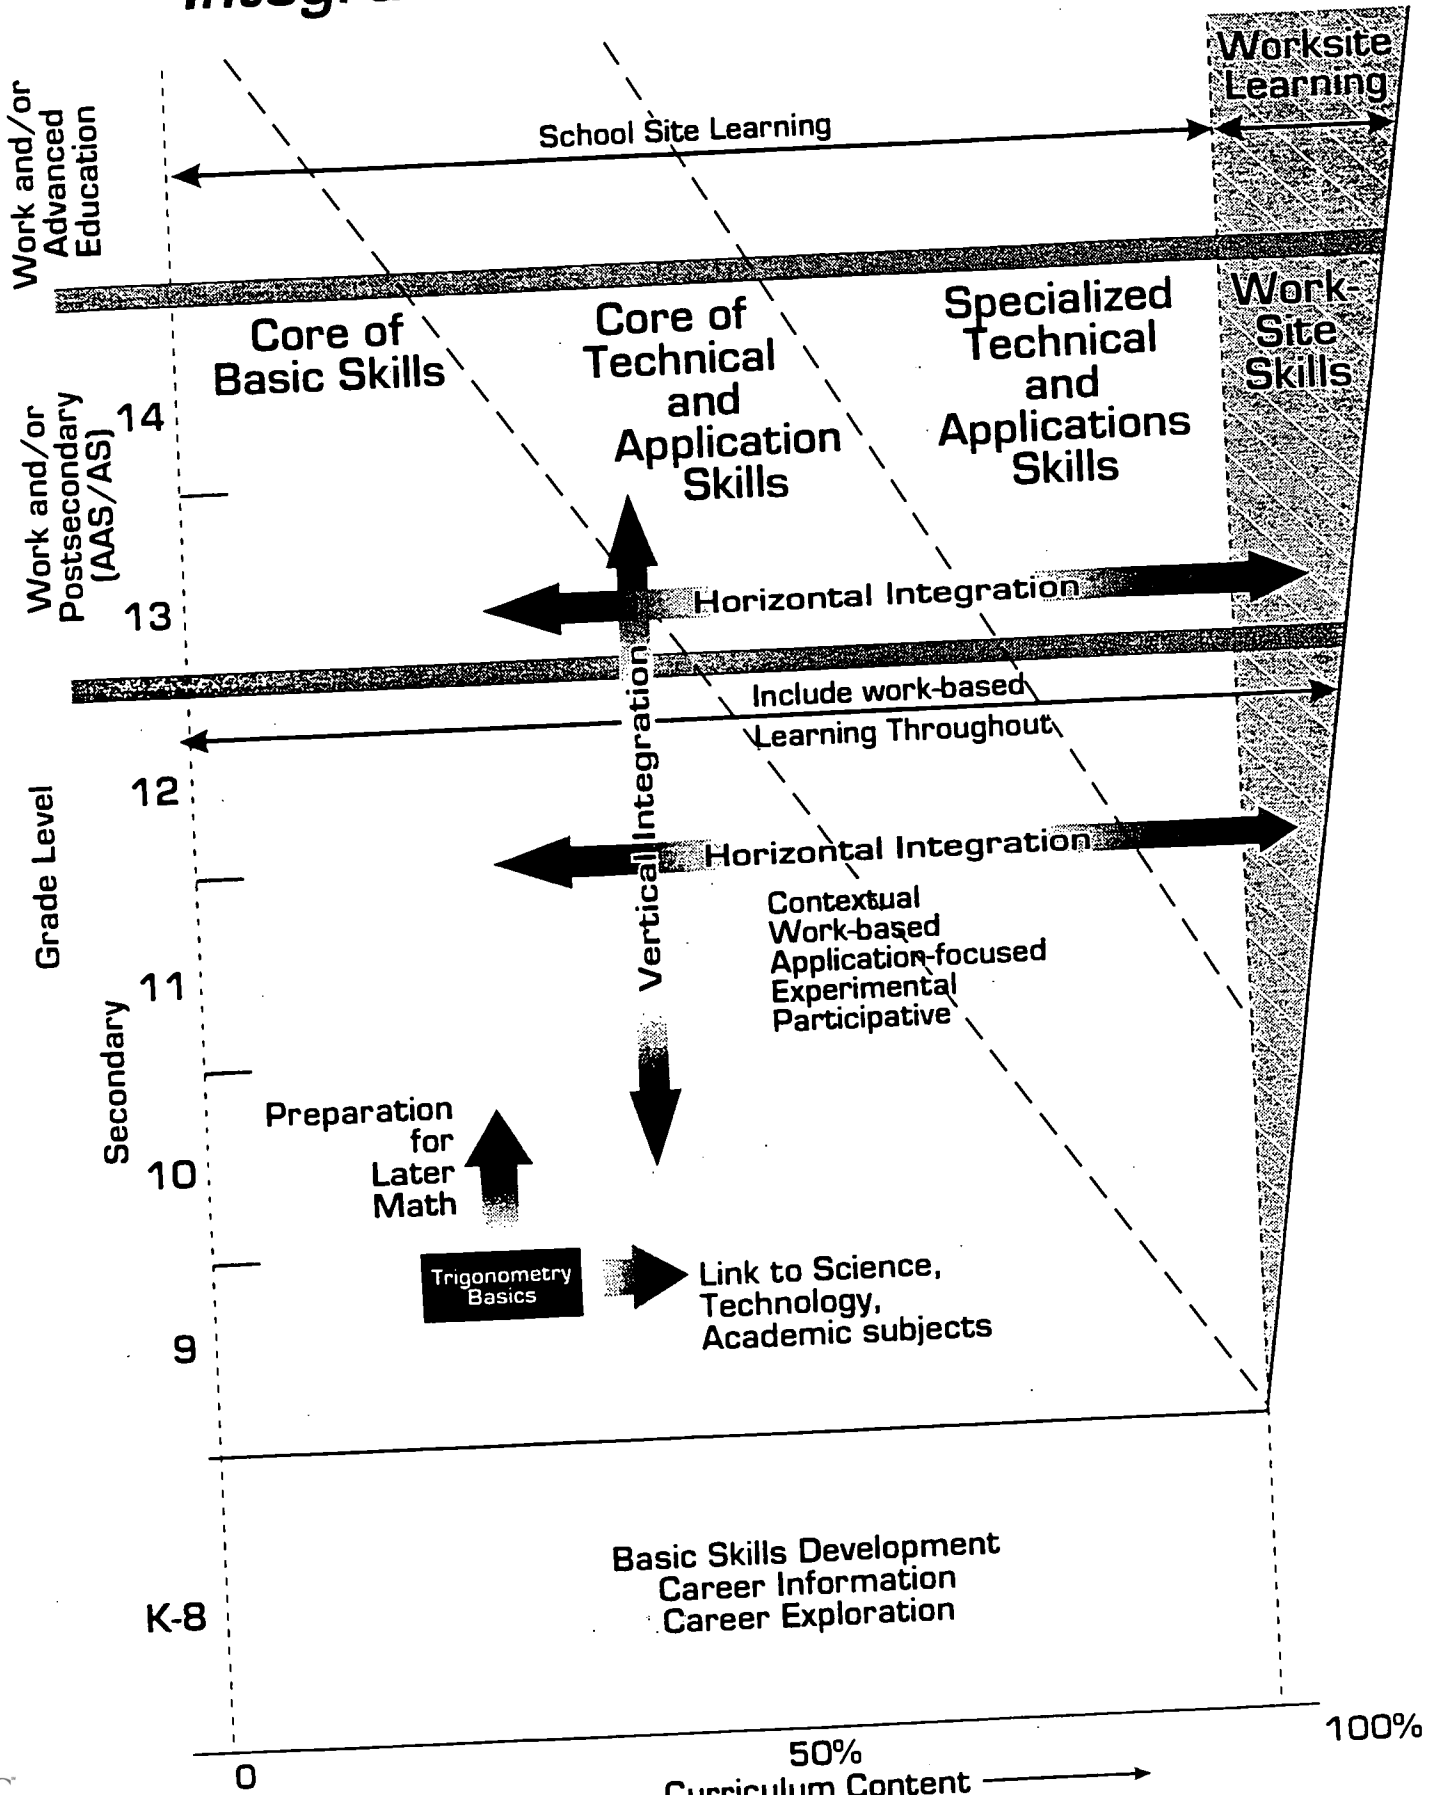 Work and/or
Advanced
Education
School Site Learning
Worksite
Learning
Core of
Basic Skills
Core of
Technical
and
Application
Skills
Specialized
Technical
and
Applications
Skills
Work-
Site
Skills
Work and/or
Postsecondary
(AAS/AS)
14
13
Horizontal Integration
Include work-based
Learning Throughout
Vertical Integration
Grade Level
12
Horizontal Integration
Contextual
Work-based
Application-focused
Experimental
Participative
11
Secondary
10
Preparation
for
Later
Math
Trigonometry
Basics
Link to Science,
Technology,
Academic subjects
9
Basic Skills Development
Career Information
Career Exploration
K-8
0
50%
100%
Curriculum Content